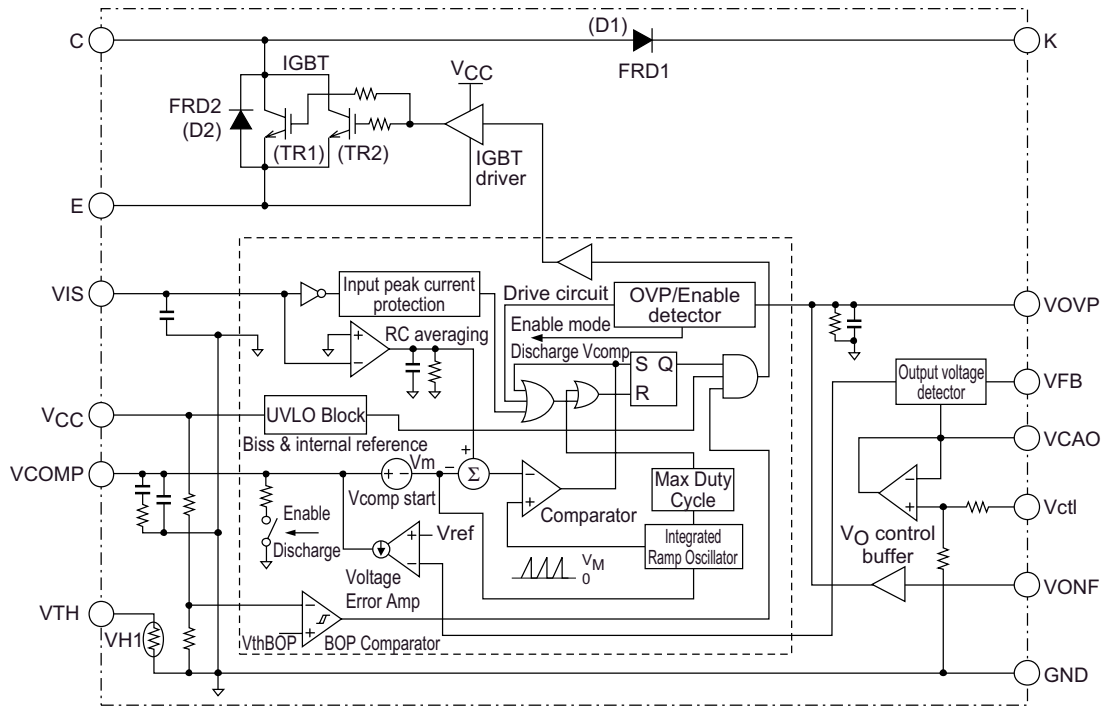 C
(D1)
K
FRD1
IGBT
VCC
FRD2
(D2)
(TR1)
(TR2)
IGBT
driver
E
VIS
Input peak current
protection
Drive circuit
OVP/Enable
detector
VOVP
Enable mode
RC averaging
Discharge Vcomp
S Q
R
Output voltage
detector
VFB
VCC
UVLO Block
Biss & internal reference
VCAO
VCOMP
+ -
Vm
-
+
Σ
Vcomp start
-
+
Comparator
Max Duty
Cycle
Vctl
Enable
Discharge
+
-
Vref
Integrated
Ramp Oscillator
VM
0
VO control
buffer
-
+
Voltage
Error Amp
VONF
VTH
VH1
-
+
VthBOP
BOP Comparator
+
-
GND